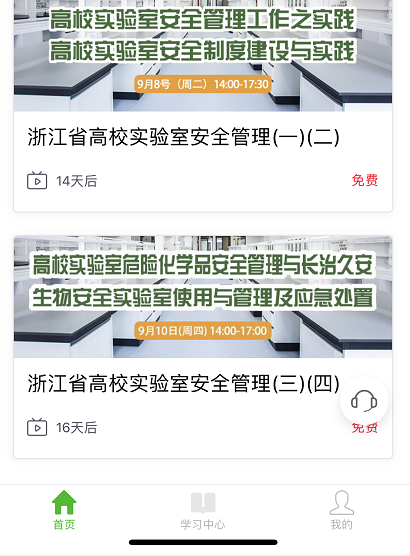 高校实验室安全管理工作之实践
高校实验室安全制度建设与实践
9月8号（周二）14:00-17:30
浙江省高校实验室安全管理(一)(二)
14天后
免费
高校实验室危险化学品安全管理与长治久安
生物安全实验室使用与管理及应急处置
9月10日(周四) 14:00-17:00
浙江省高校实验室安全管理(三)(四)
16天后
免费
首页
学习中心
我的